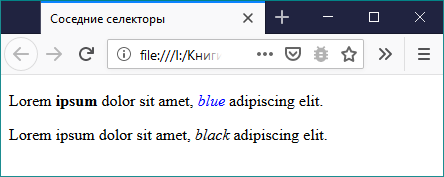 Соседние селекторы
file:///I:/Книги
Lorem ipsum dolor sit amet, blue adipiscing elit.
Lorem ipsum dolor sit amet, black adipiscing elit.